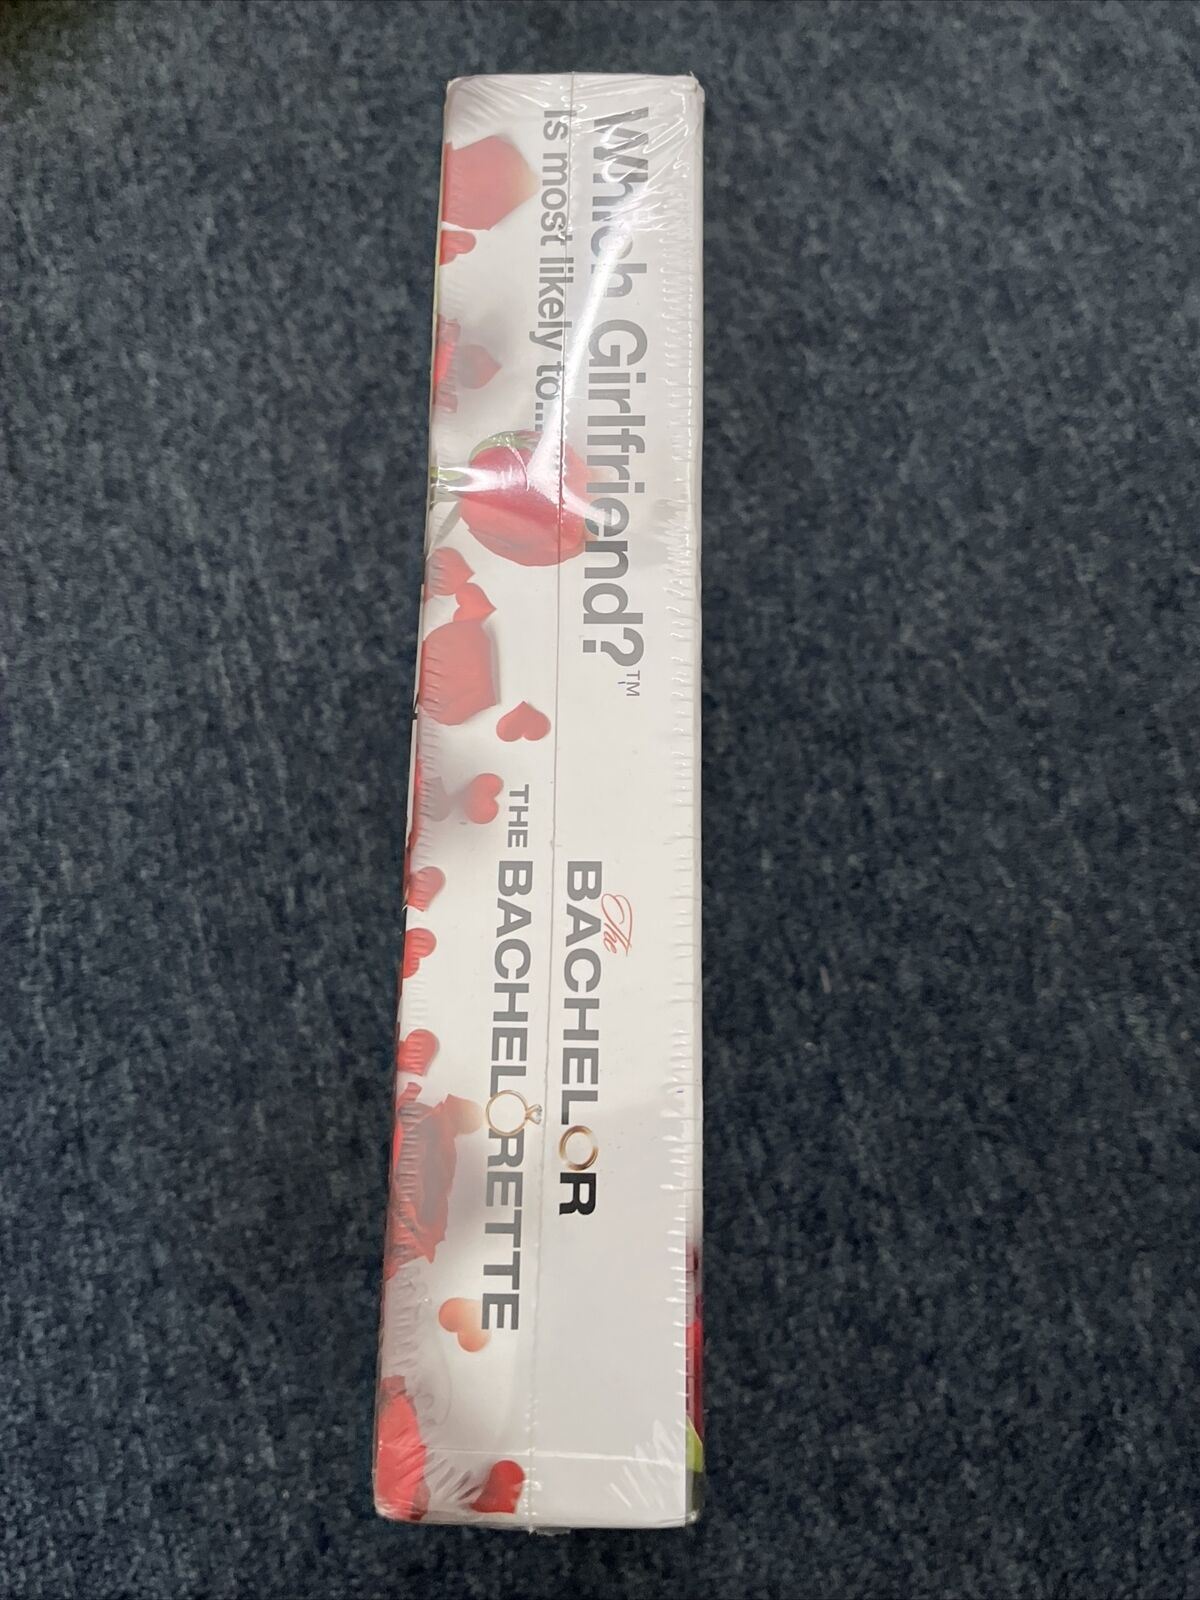 Which Girlfriend?™
Is most likely to...
The
BACHELOR
THE BACHELORETTE